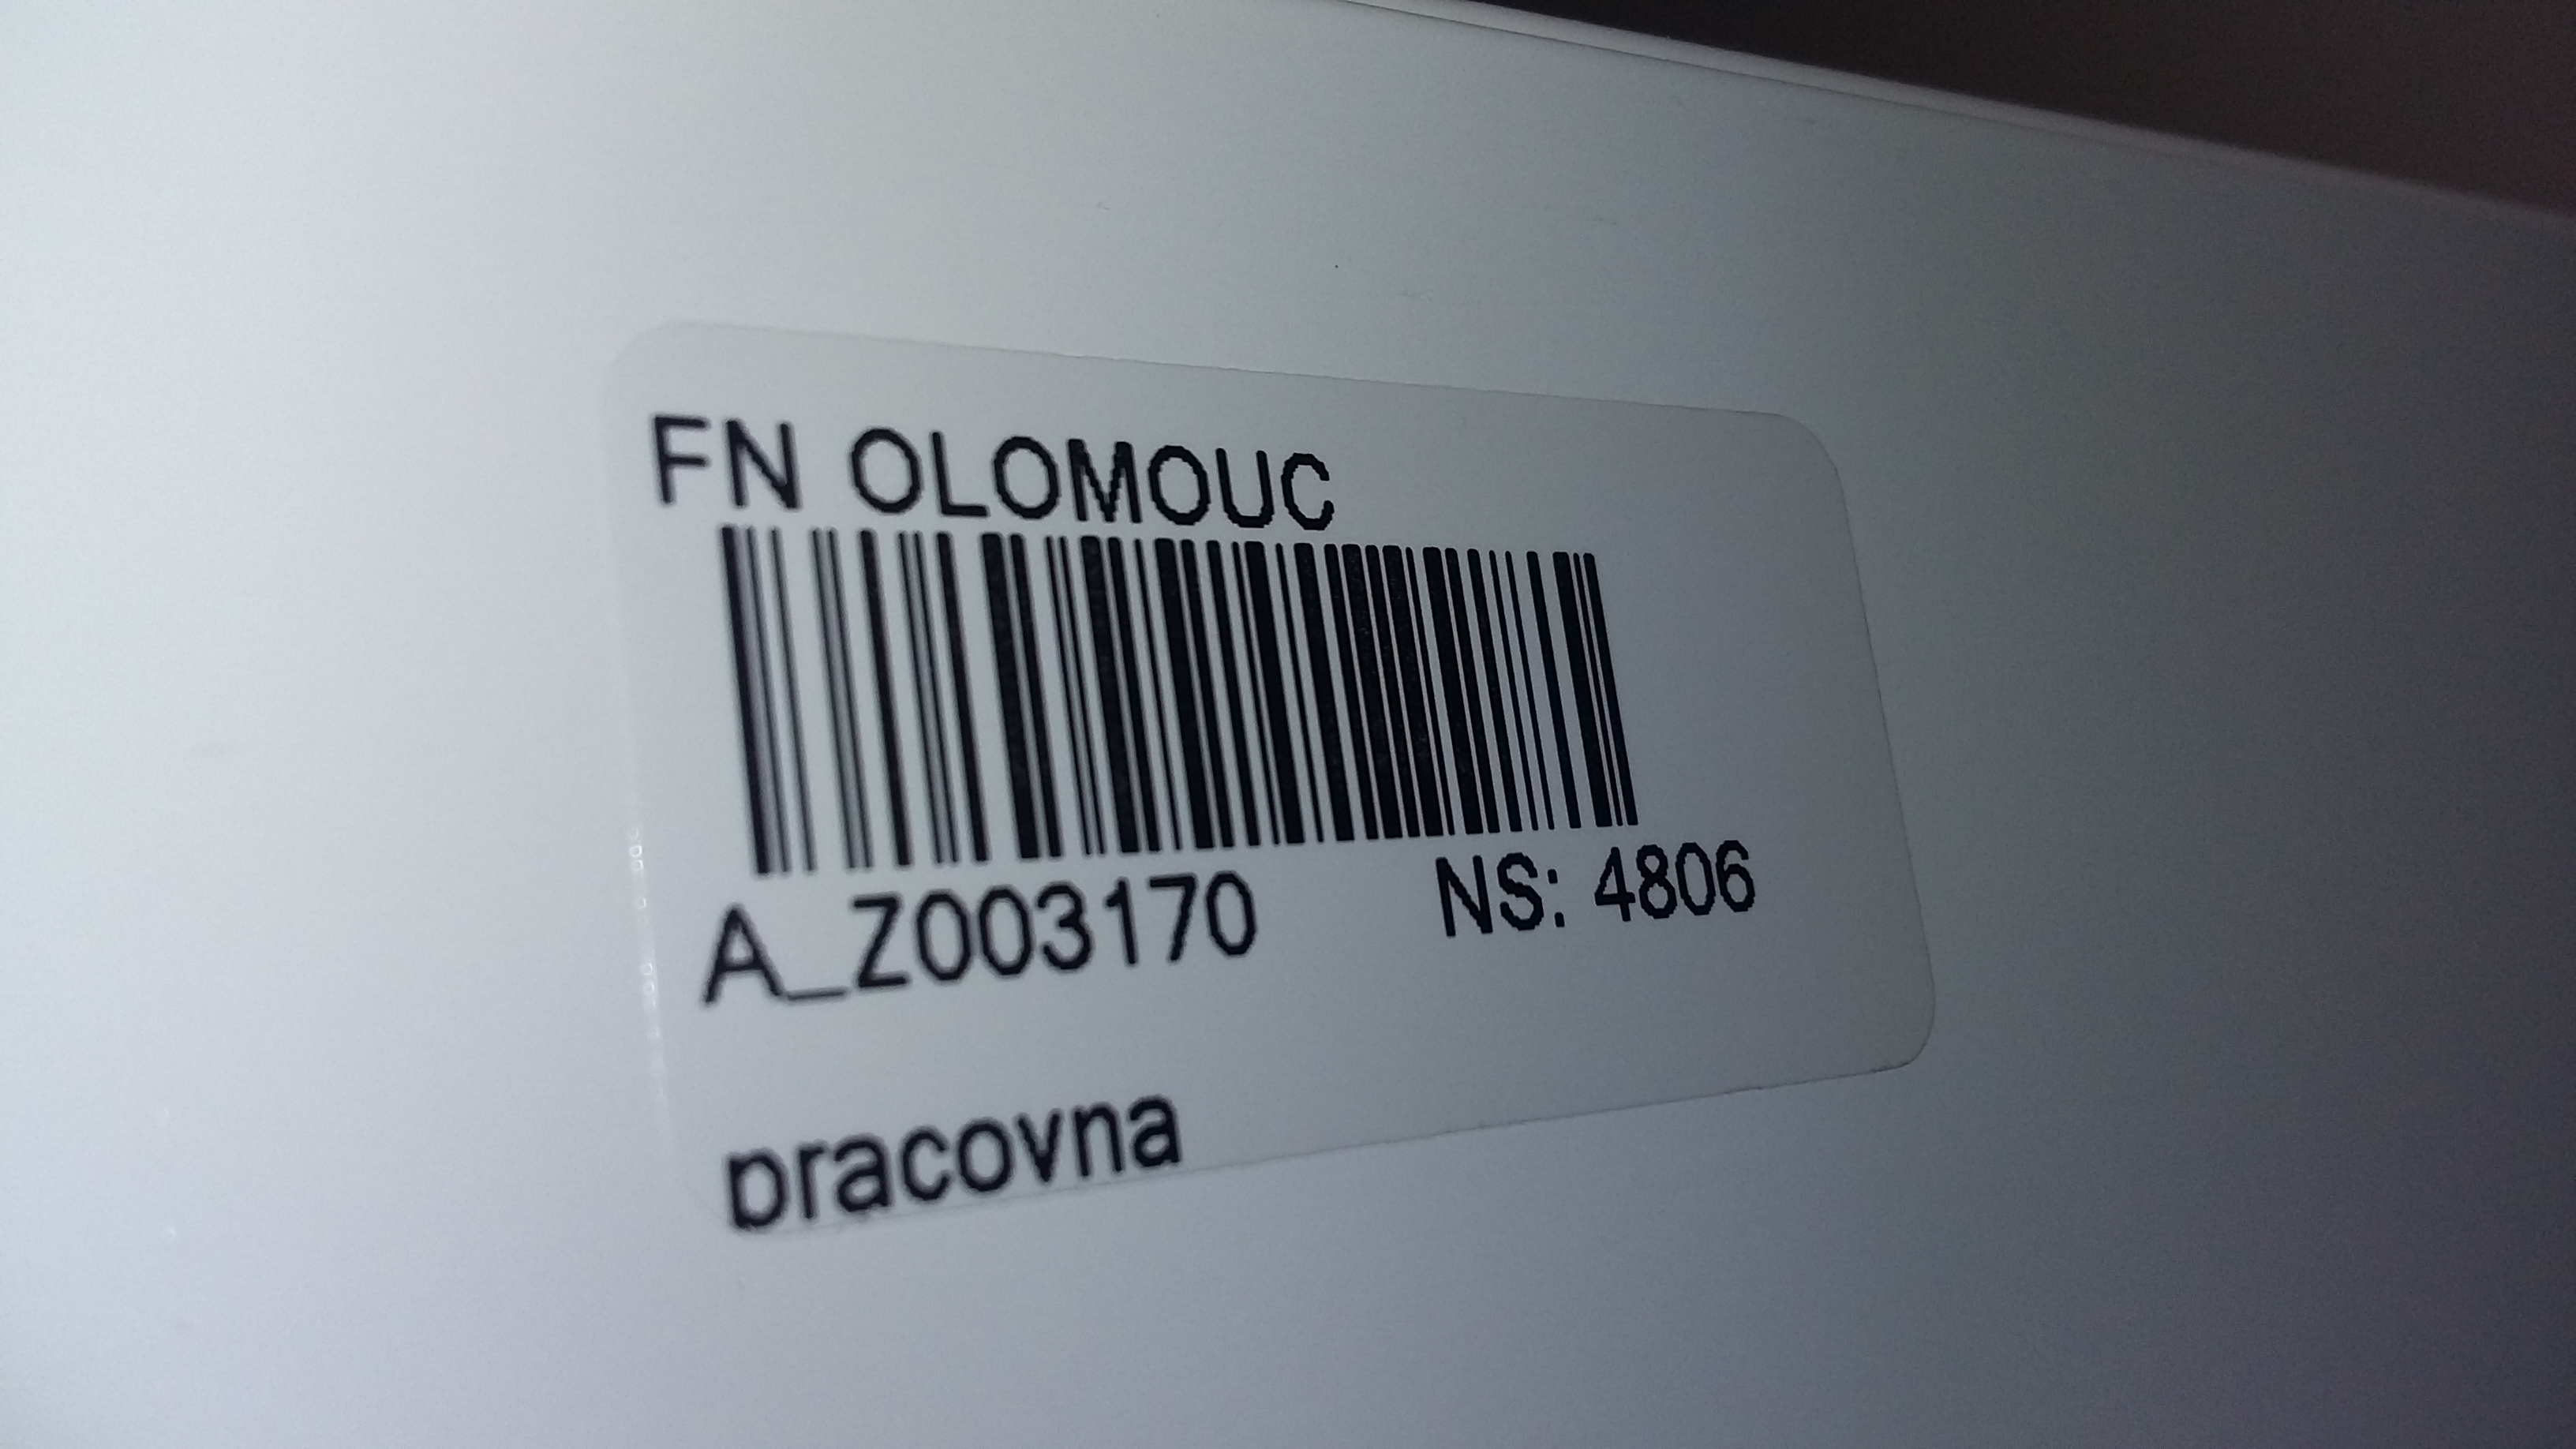 FN OLOMOUC
A_Z003170 NS: 4806
pracovna